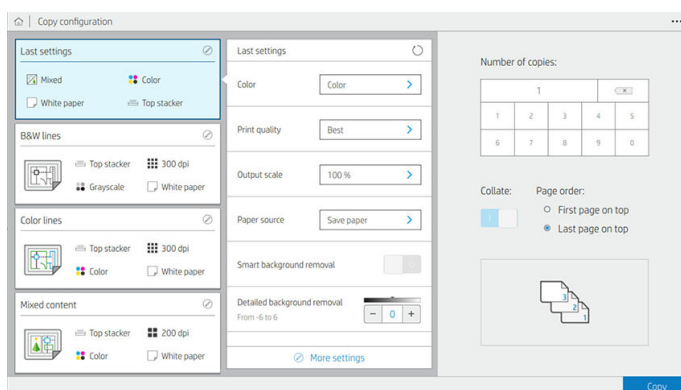 Copy configuration
Last settings
Mixed
Color
White paper
Top stacker
B&W lines
Top stacker
300 dpi
Grayscale
White paper
Color lines
Top stacker
300 dpi
Color
White paper
Mixed content
Top stacker
200 dpi
Color
White paper
Last settings
Color
Color
Print quality
Best
Output scale
100 %
Paper source
Save paper
Smart background removal
Detailed background removal
From -6 to 6
− 0 +
More settings
Number of copies:
1
1 2 3 4 5
6 7 8 9 0
Collate:
Page order:
First page on top
Last page on top
3
2
1
Copy